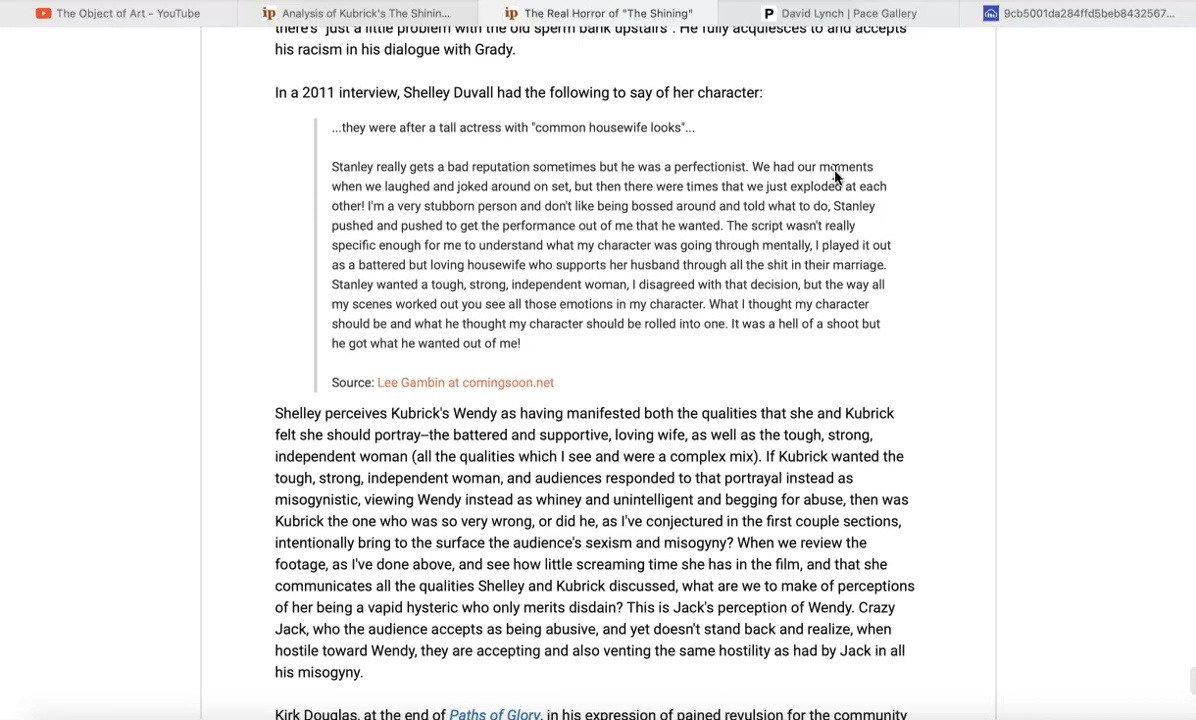 The Object of Art - YouTube
ip Analysis of Kubrick's The Shinin...
ip The Real Horror of "The Shining"
P David Lynch | Pace Gallery
9cb5001da284ffd5beb8432567...
there's "just a little problem with the old sperm bank upstairs". He fully acquiesces to and accepts
his racism in his dialogue with Grady.
In a 2011 interview, Shelley Duvall had the following to say of her character:
...they were after a tall actress with "common housewife looks"...
Stanley really gets a bad reputation sometimes but he was a perfectionist. We had our moments
when we laughed and joked around on set, but then there were times that we just exploded at each
other! I'm a very stubborn person and don't like being bossed around and told what to do, Stanley
pushed and pushed to get the performance out of me that he wanted. The script wasn't really
specific enough for me to understand what my character was going through mentally, I played it out
as a battered but loving housewife who supports her husband through all the shit in their marriage.
Stanley wanted a tough, strong, independent woman, I disagreed with that decision, but the way all
my scenes worked out you see all those emotions in my character. What I thought my character
should be and what he thought my character should be rolled into one. It was a hell of a shoot but
he got what he wanted out of me!
Source: Lee Gambin at comingsoon.net
Shelley perceives Kubrick's Wendy as having manifested both the qualities that she and Kubrick
felt she should portray--the battered and supportive, loving wife, as well as the tough, strong,
independent woman (all the qualities which I see and were a complex mix). If Kubrick wanted the
tough, strong, independent woman, and audiences responded to that portrayal instead as
misogynistic, viewing Wendy instead as whiney and unintelligent and begging for abuse, then was
Kubrick the one who was so very wrong, or did he, as I've conjectured in the first couple sections,
intentionally bring to the surface the audience's sexism and misogyny? When we review the
footage, as I've done above, and see how little screaming time she has in the film, and that she
communicates all the qualities Shelley and Kubrick discussed, what are we to make of perceptions
of her being a vapid hysteric who only merits disdain? This is Jack's perception of Wendy. Crazy
Jack, who the audience accepts as being abusive, and yet doesn't stand back and realize, when
hostile toward Wendy, they are accepting and also venting the same hostility as had by Jack in all
his misogyny.
Kirk Douglas, at the end of Paths of Glory, in his expression of pained revulsion for the community